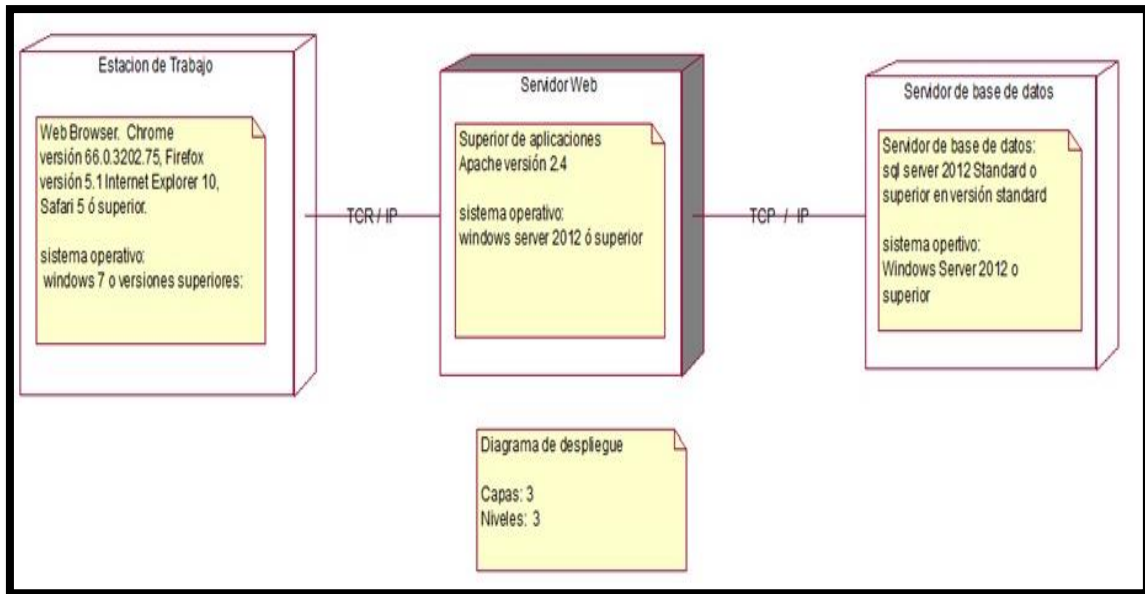 Estacion de Trabajo
Web Browser. Chrome
versión 66.0.3202.75, Firefox
versión 5.1 Internet Explorer 10,
Safari 5 ó superior.
sistema operativo:
windows 7 o versiones superiores:
TCR / IP
Servidor Web
Superior de aplicaciones
Apache versión 2.4
sistema operativo:
windows server 2012 ó superior
TCP / IP
Servidor de base de datos
Servidor de base de datos:
sql server 2012 Standard o
superior en versión standard
sistema opertivo:
Windows Server 2012 o
superior
Diagrama de despliegue
Capas: 3
Niveles: 3